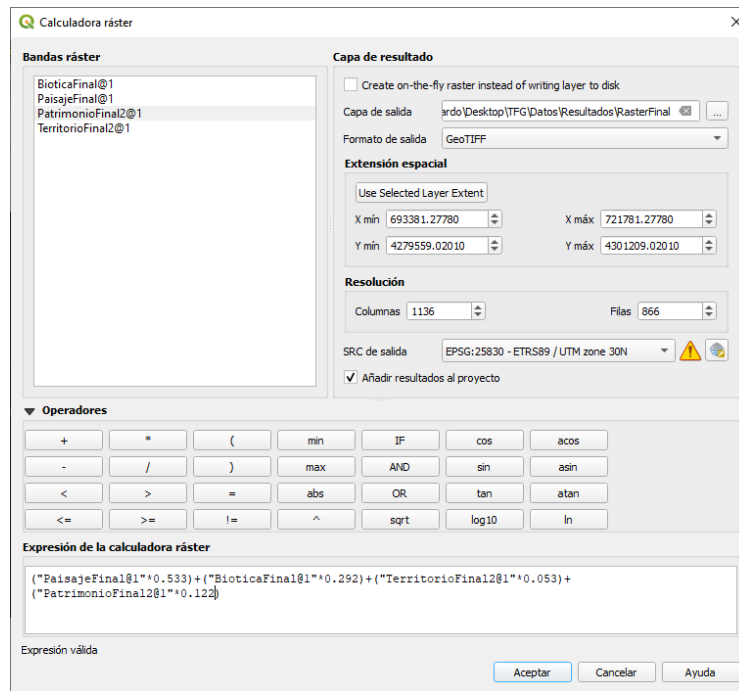 Calculadora ráster
Bandas ráster
BioticaFinal@1
PaisajeFinal@1
PatrimonioFinal2@1
TerritorioFinal2@1
Capa de resultado
Create on-the-fly raster instead of writing layer to disk
Capa de salida ardo\Desktop\TFG\Datos\Resultados\RasterFinal ...
Formato de salida GeoTIFF
Extensión espacial
Use Selected Layer Extent
X mín 693381.27780 X máx 721781.27780
Y mín 4279559.02010 Y máx 4301209.02010
Resolución
Columnas 1136 Filas 866
SRC de salida EPSG:25830 - ETRS89 / UTM zone 30N
Añadir resultados al proyecto
Operadores
+ * ( min IF cos acos
- / ) max AND sin asin
< > = abs OR tan atan
<= >= != ^ sqrt log10 ln
Expresión de la calculadora ráster
("PaisajeFinal@1"*0.533)+("BioticaFinal@1"*0.292)+("TerritorioFinal2@1"*0.053)+
("PatrimonioFinal2@1"*0.122)
Expresión válida
Aceptar Cancelar Ayuda